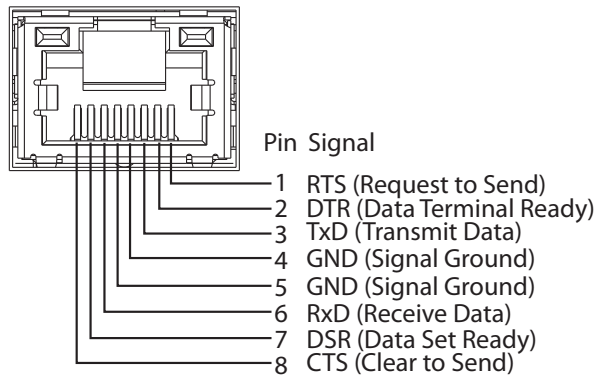 Pin Signal
1 RTS (Request to Send)
2 DTR (Data Terminal Ready)
3 TxD (Transmit Data)
4 GND (Signal Ground)
5 GND (Signal Ground)
6 RxD (Receive Data)
7 DSR (Data Set Ready)
8 CTS (Clear to Send)